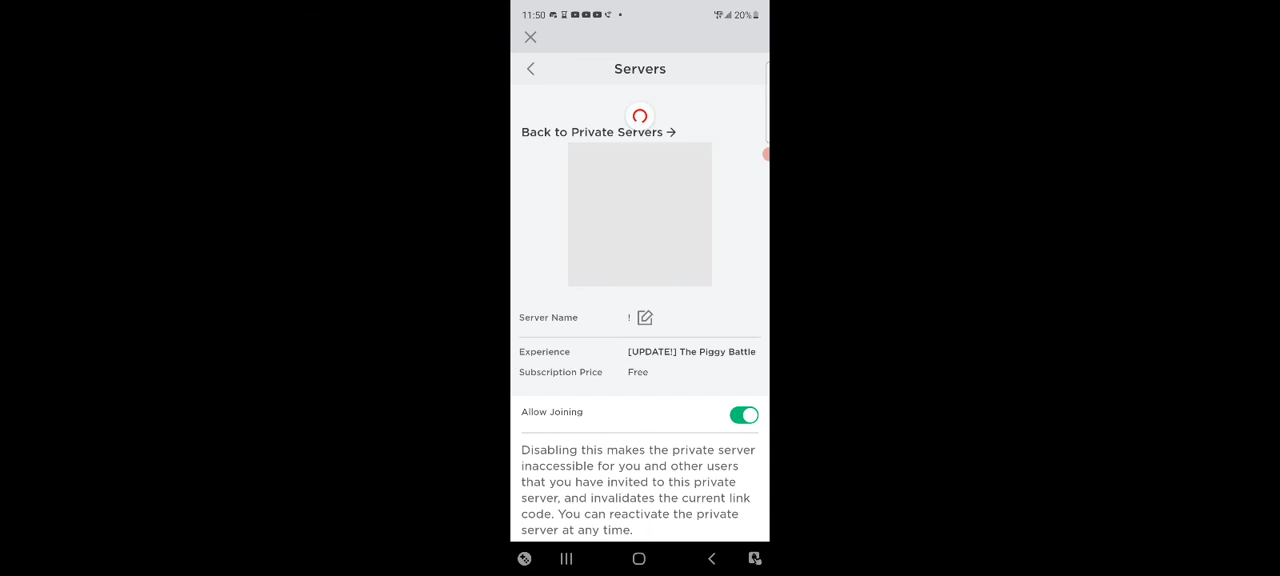 11:50 20%
Servers
Back to Private Servers →
Server Name !
Experience [UPDATE!] The Piggy Battle
Subscription Price Free
Allow Joining
Disabling this makes the private server
inaccessible for you and other users
that you have invited to this private
server, and invalidates the current link
code. You can reactivate the private
server at any time.